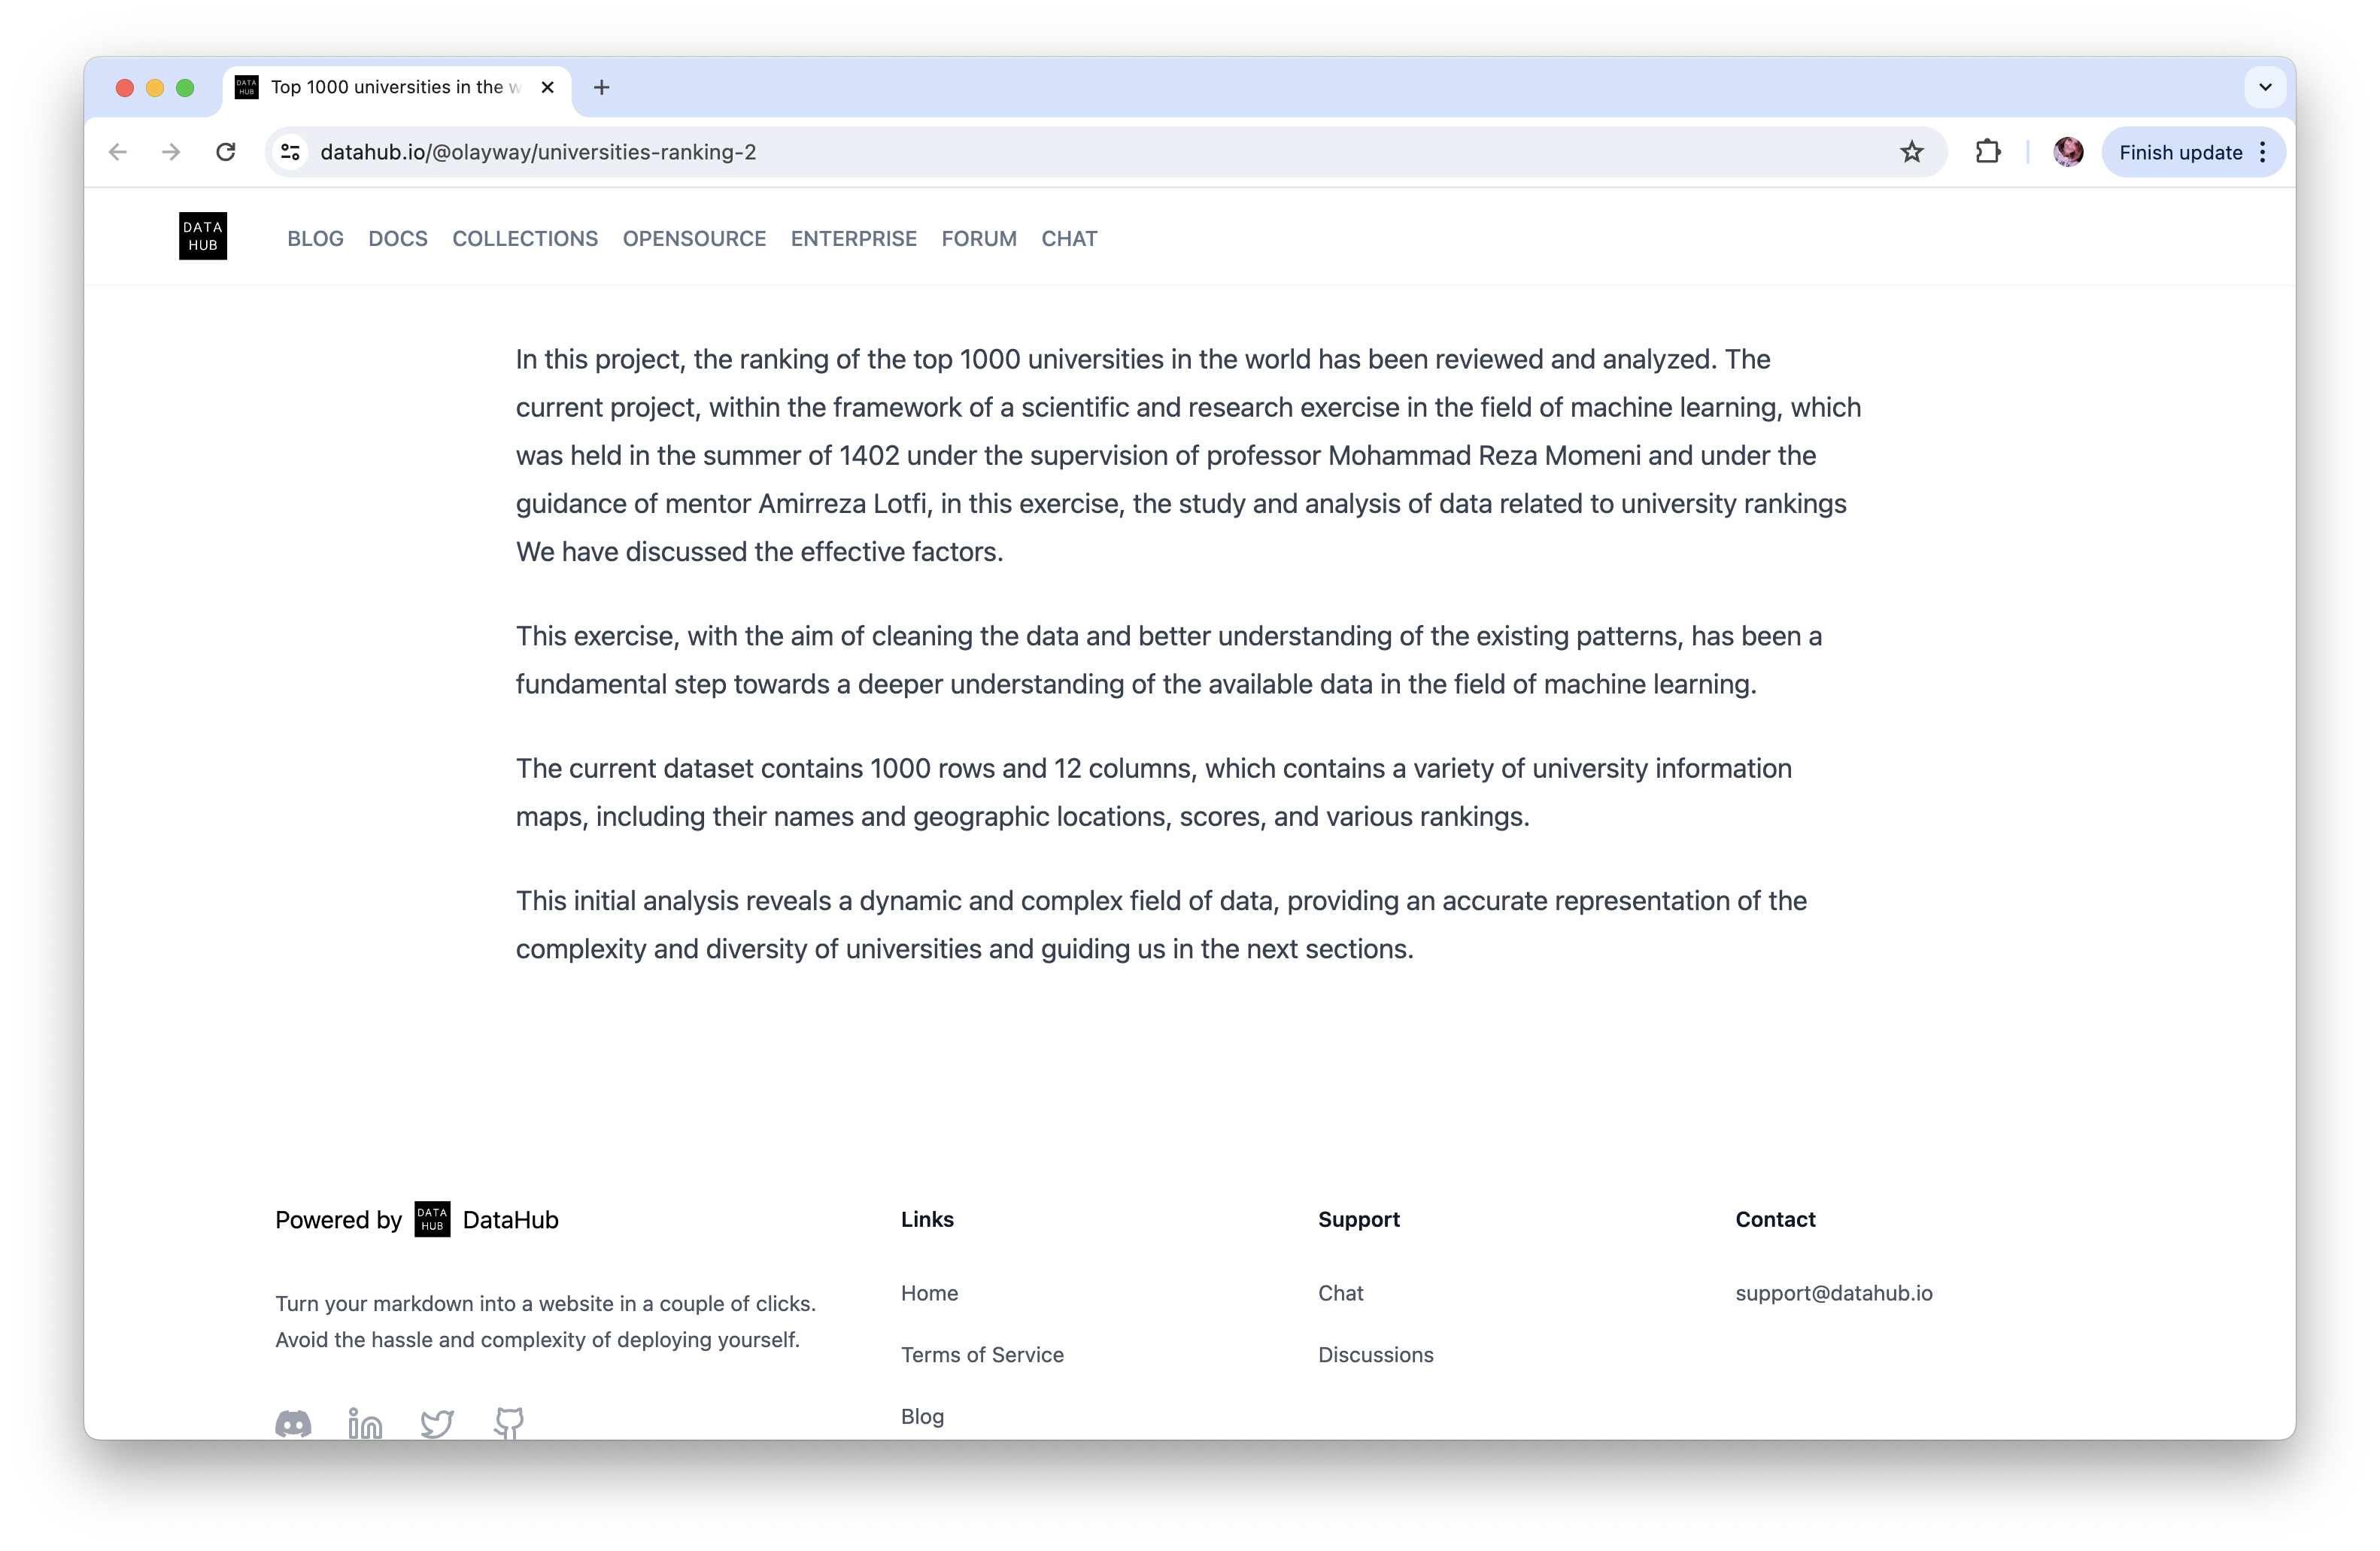 DATA
HUB
Top 1000 universities in the w
datahub.io/@olayway/universities-ranking-2
Finish update
DATA
HUB
BLOG DOCS COLLECTIONS OPENSOURCE ENTERPRISE FORUM CHAT
In this project, the ranking of the top 1000 universities in the world has been reviewed and analyzed. The
current project, within the framework of a scientific and research exercise in the field of machine learning, which
was held in the summer of 1402 under the supervision of professor Mohammad Reza Momeni and under the
guidance of mentor Amirreza Lotfi, in this exercise, the study and analysis of data related to university rankings
We have discussed the effective factors.
This exercise, with the aim of cleaning the data and better understanding of the existing patterns, has been a
fundamental step towards a deeper understanding of the available data in the field of machine learning.
The current dataset contains 1000 rows and 12 columns, which contains a variety of university information
maps, including their names and geographic locations, scores, and various rankings.
This initial analysis reveals a dynamic and complex field of data, providing an accurate representation of the
complexity and diversity of universities and guiding us in the next sections.
Powered by DATA HUB DataHub
Turn your markdown into a website in a couple of clicks.
Avoid the hassle and complexity of deploying yourself.
Links
Home
Terms of Service
Blog
Support
Chat
Discussions
Contact
support@datahub.io